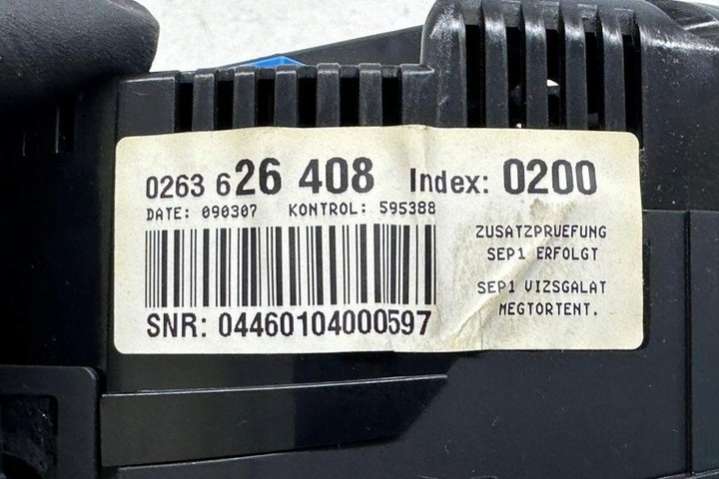 0263 626 408 Index: 0200
DATE: 090307 KONTROL: 595388
ZUSATZPRUEFUNG
SEP1 ERFOLGT
SEP1 VIZSGALAT
MEGTORTENT.
SNR: 04460104000597